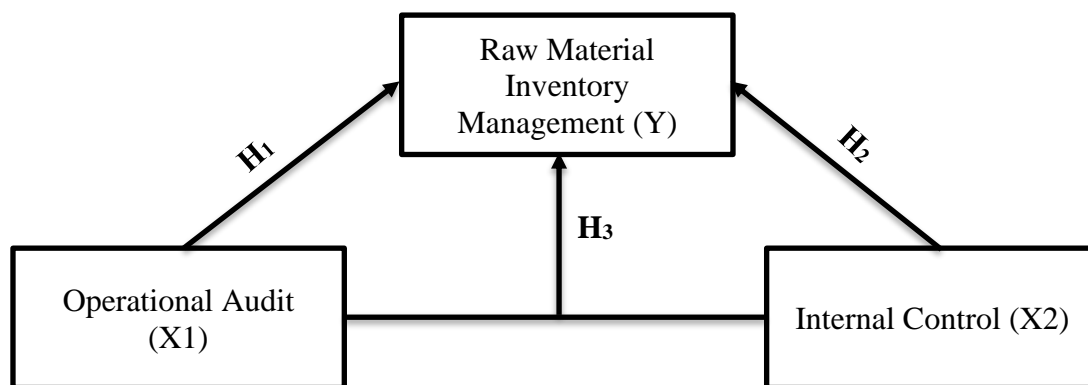 Raw Material
Inventory
Management (Y)
H₁
H₂
H₃
Operational Audit
(X1)
Internal Control (X2)